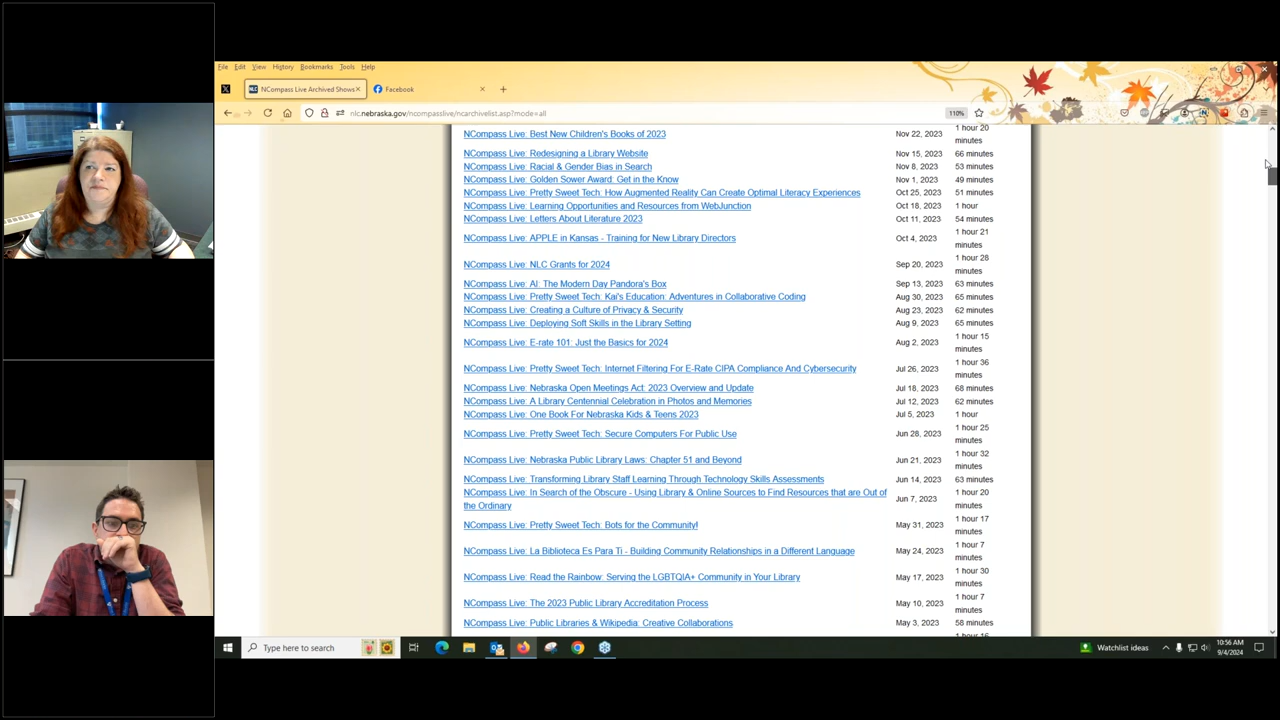 File Edit View History Bookmarks Tools Help
NCompass Live Archived Shows
Facebook
nlc.nebraska.gov/ncompasslive/ncarchivelist.asp?mode=all
110%
NCompass Live: Best New Children's Books of 2023 Nov 22, 2023 1 hour 20 minutes
NCompass Live: Redesigning a Library Website Nov 15, 2023 66 minutes
NCompass Live: Racial & Gender Bias in Search Nov 8, 2023 53 minutes
NCompass Live: Golden Sower Award: Get in the Know Nov 1, 2023 49 minutes
NCompass Live: Pretty Sweet Tech: How Augmented Reality Can Create Optimal Literacy Experiences Oct 25, 2023 51 minutes
NCompass Live: Learning Opportunities and Resources from WebJunction Oct 18, 2023 1 hour
NCompass Live: Letters About Literature 2023 Oct 11, 2023 54 minutes
NCompass Live: APPLE in Kansas - Training for New Library Directors Oct 4, 2023 1 hour 21 minutes
NCompass Live: NLC Grants for 2024 Sep 20, 2023 1 hour 28 minutes
NCompass Live: AI: The Modern Day Pandora's Box Sep 13, 2023 63 minutes
NCompass Live: Pretty Sweet Tech: Kai's Education: Adventures in Collaborative Coding Aug 30, 2023 65 minutes
NCompass Live: Creating a Culture of Privacy & Security Aug 23, 2023 62 minutes
NCompass Live: Deploying Soft Skills in the Library Setting Aug 9, 2023 65 minutes
NCompass Live: E-rate 101: Just the Basics for 2024 Aug 2, 2023 1 hour 15 minutes
NCompass Live: Pretty Sweet Tech: Internet Filtering For E-Rate CIPA Compliance And Cybersecurity Jul 26, 2023 1 hour 36 minutes
NCompass Live: Nebraska Open Meetings Act: 2023 Overview and Update Jul 18, 2023 68 minutes
NCompass Live: A Library Centennial Celebration in Photos and Memories Jul 12, 2023 62 minutes
NCompass Live: One Book For Nebraska Kids & Teens 2023 Jul 5, 2023 1 hour
NCompass Live: Pretty Sweet Tech: Secure Computers For Public Use Jun 28, 2023 1 hour 25 minutes
NCompass Live: Nebraska Public Library Laws: Chapter 51 and Beyond Jun 21, 2023 1 hour 32 minutes
NCompass Live: Transforming Library Staff Learning Through Technology Skills Assessments Jun 14, 2023 63 minutes
NCompass Live: In Search of the Obscure - Using Library & Online Sources to Find Resources that are Out of
the Ordinary Jun 7, 2023 1 hour 20 minutes
NCompass Live: Pretty Sweet Tech: Bots for the Community! May 31, 2023 1 hour 17 minutes
NCompass Live: La Biblioteca Es Para Ti - Building Community Relationships in a Different Language May 24, 2023 1 hour 7 minutes
NCompass Live: Read the Rainbow: Serving the LGBTQIA+ Community in Your Library May 17, 2023 1 hour 30 minutes
NCompass Live: The 2023 Public Library Accreditation Process May 10, 2023 1 hour 7 minutes
NCompass Live: Public Libraries & Wikipedia: Creative Collaborations May 3, 2023 58 minutes
Type here to search
Watchlist ideas
10:56 AM
9/4/2024